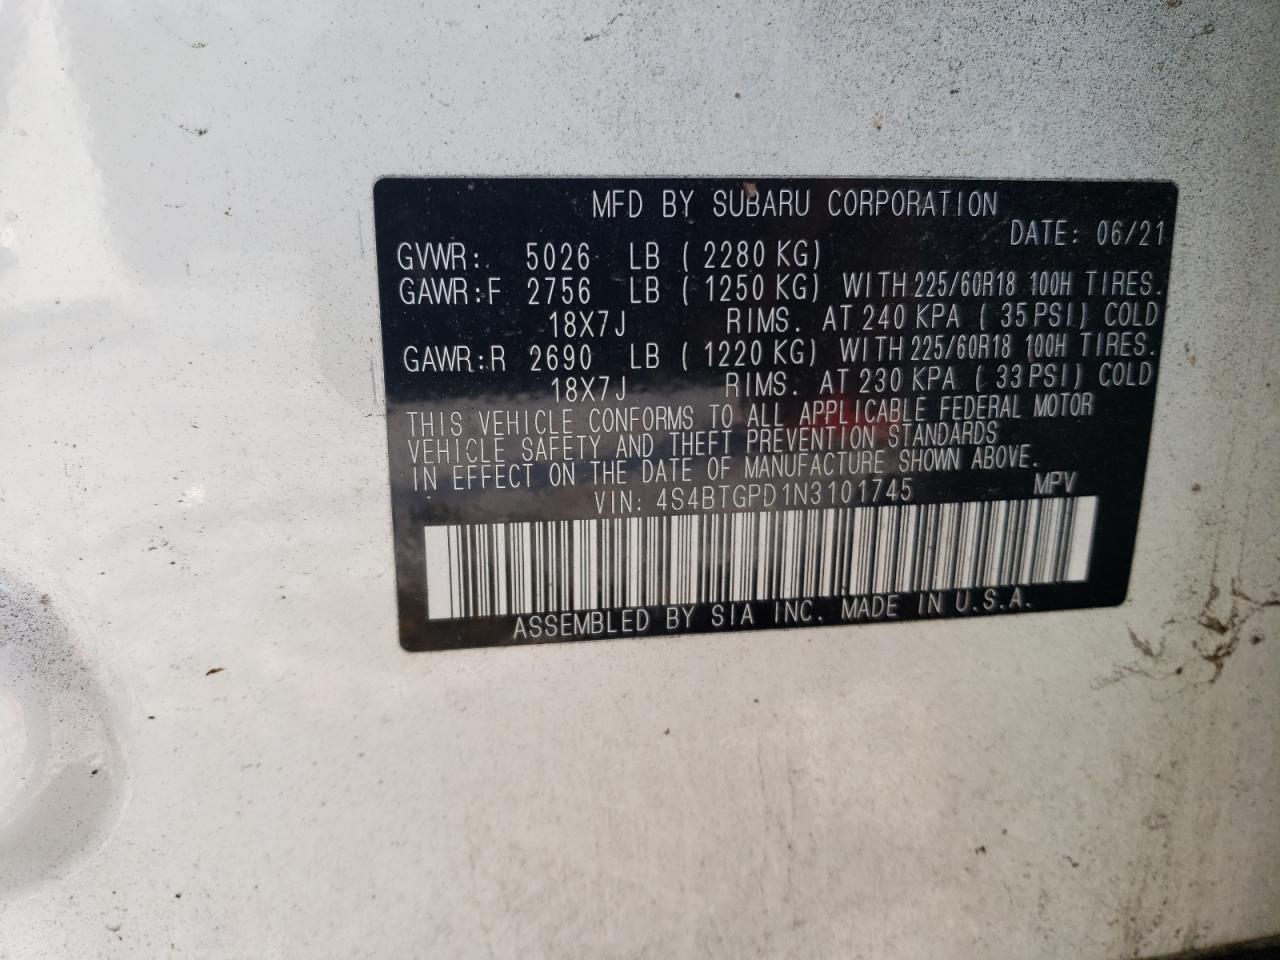 MFD BY SUBARU CORPORATION
DATE: 06/21
GVWR: 5026 LB ( 2280 KG)
GAWR:F 2756 LB ( 1250 KG) WITH 225/60R18 100H TIRES.
18X7J RIMS. AT 240 KPA ( 35 PSI) COLD
GAWR:R 2690 LB ( 1220 KG) WITH 225/60R18 100H TIRES.
18X7J RIMS. AT 230 KPA ( 33 PSI) COLD
THIS VEHICLE CONFORMS TO ALL APPLICABLE FEDERAL MOTOR
VEHICLE SAFETY AND THEFT PREVENTION STANDARDS
IN EFFECT ON THE DATE OF MANUFACTURE SHOWN ABOVE.
VIN: 4S4BTGPD1N3101745 MPV
ASSEMBLED BY SIA INC. MADE IN U.S.A.